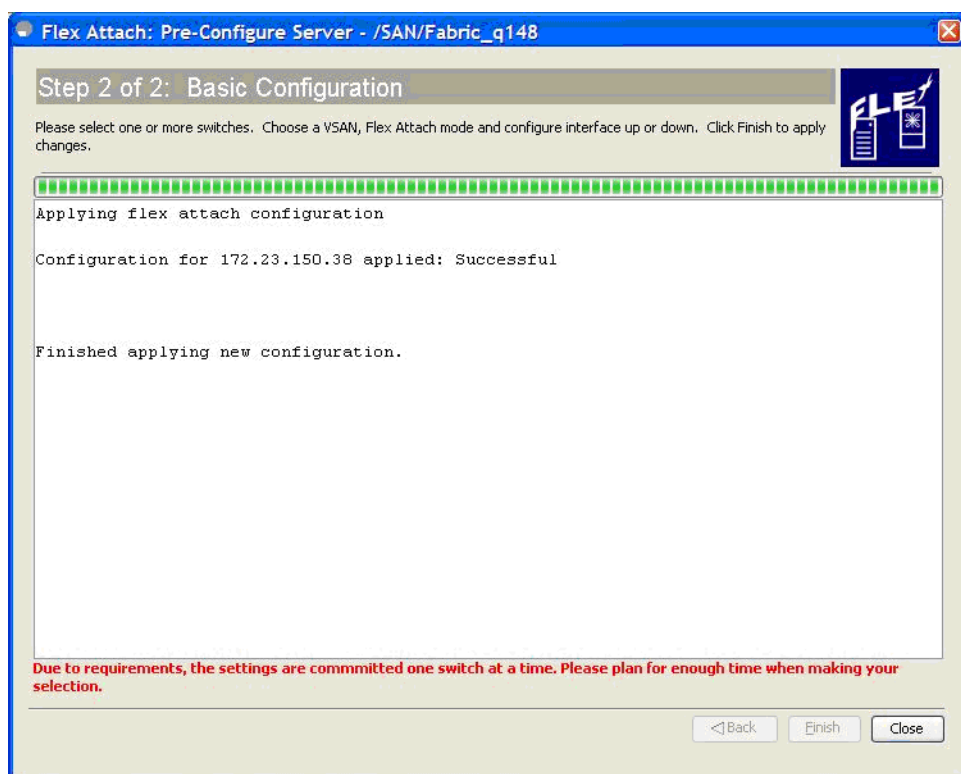 Flex Attach: Pre-Configure Server - /SAN/Fabric_q148
Step 2 of 2: Basic Configuration
Please select one or more switches. Choose a VSAN, Flex Attach mode and configure interface up or down. Click Finish to apply
changes.
FLEX
Applying flex attach configuration
Configuration for 172.23.150.38 applied: Successful
Finished applying new configuration.
Due to requirements, the settings are commmitted one switch at a time. Please plan for enough time when making your
selection.
Back
Finish
Close